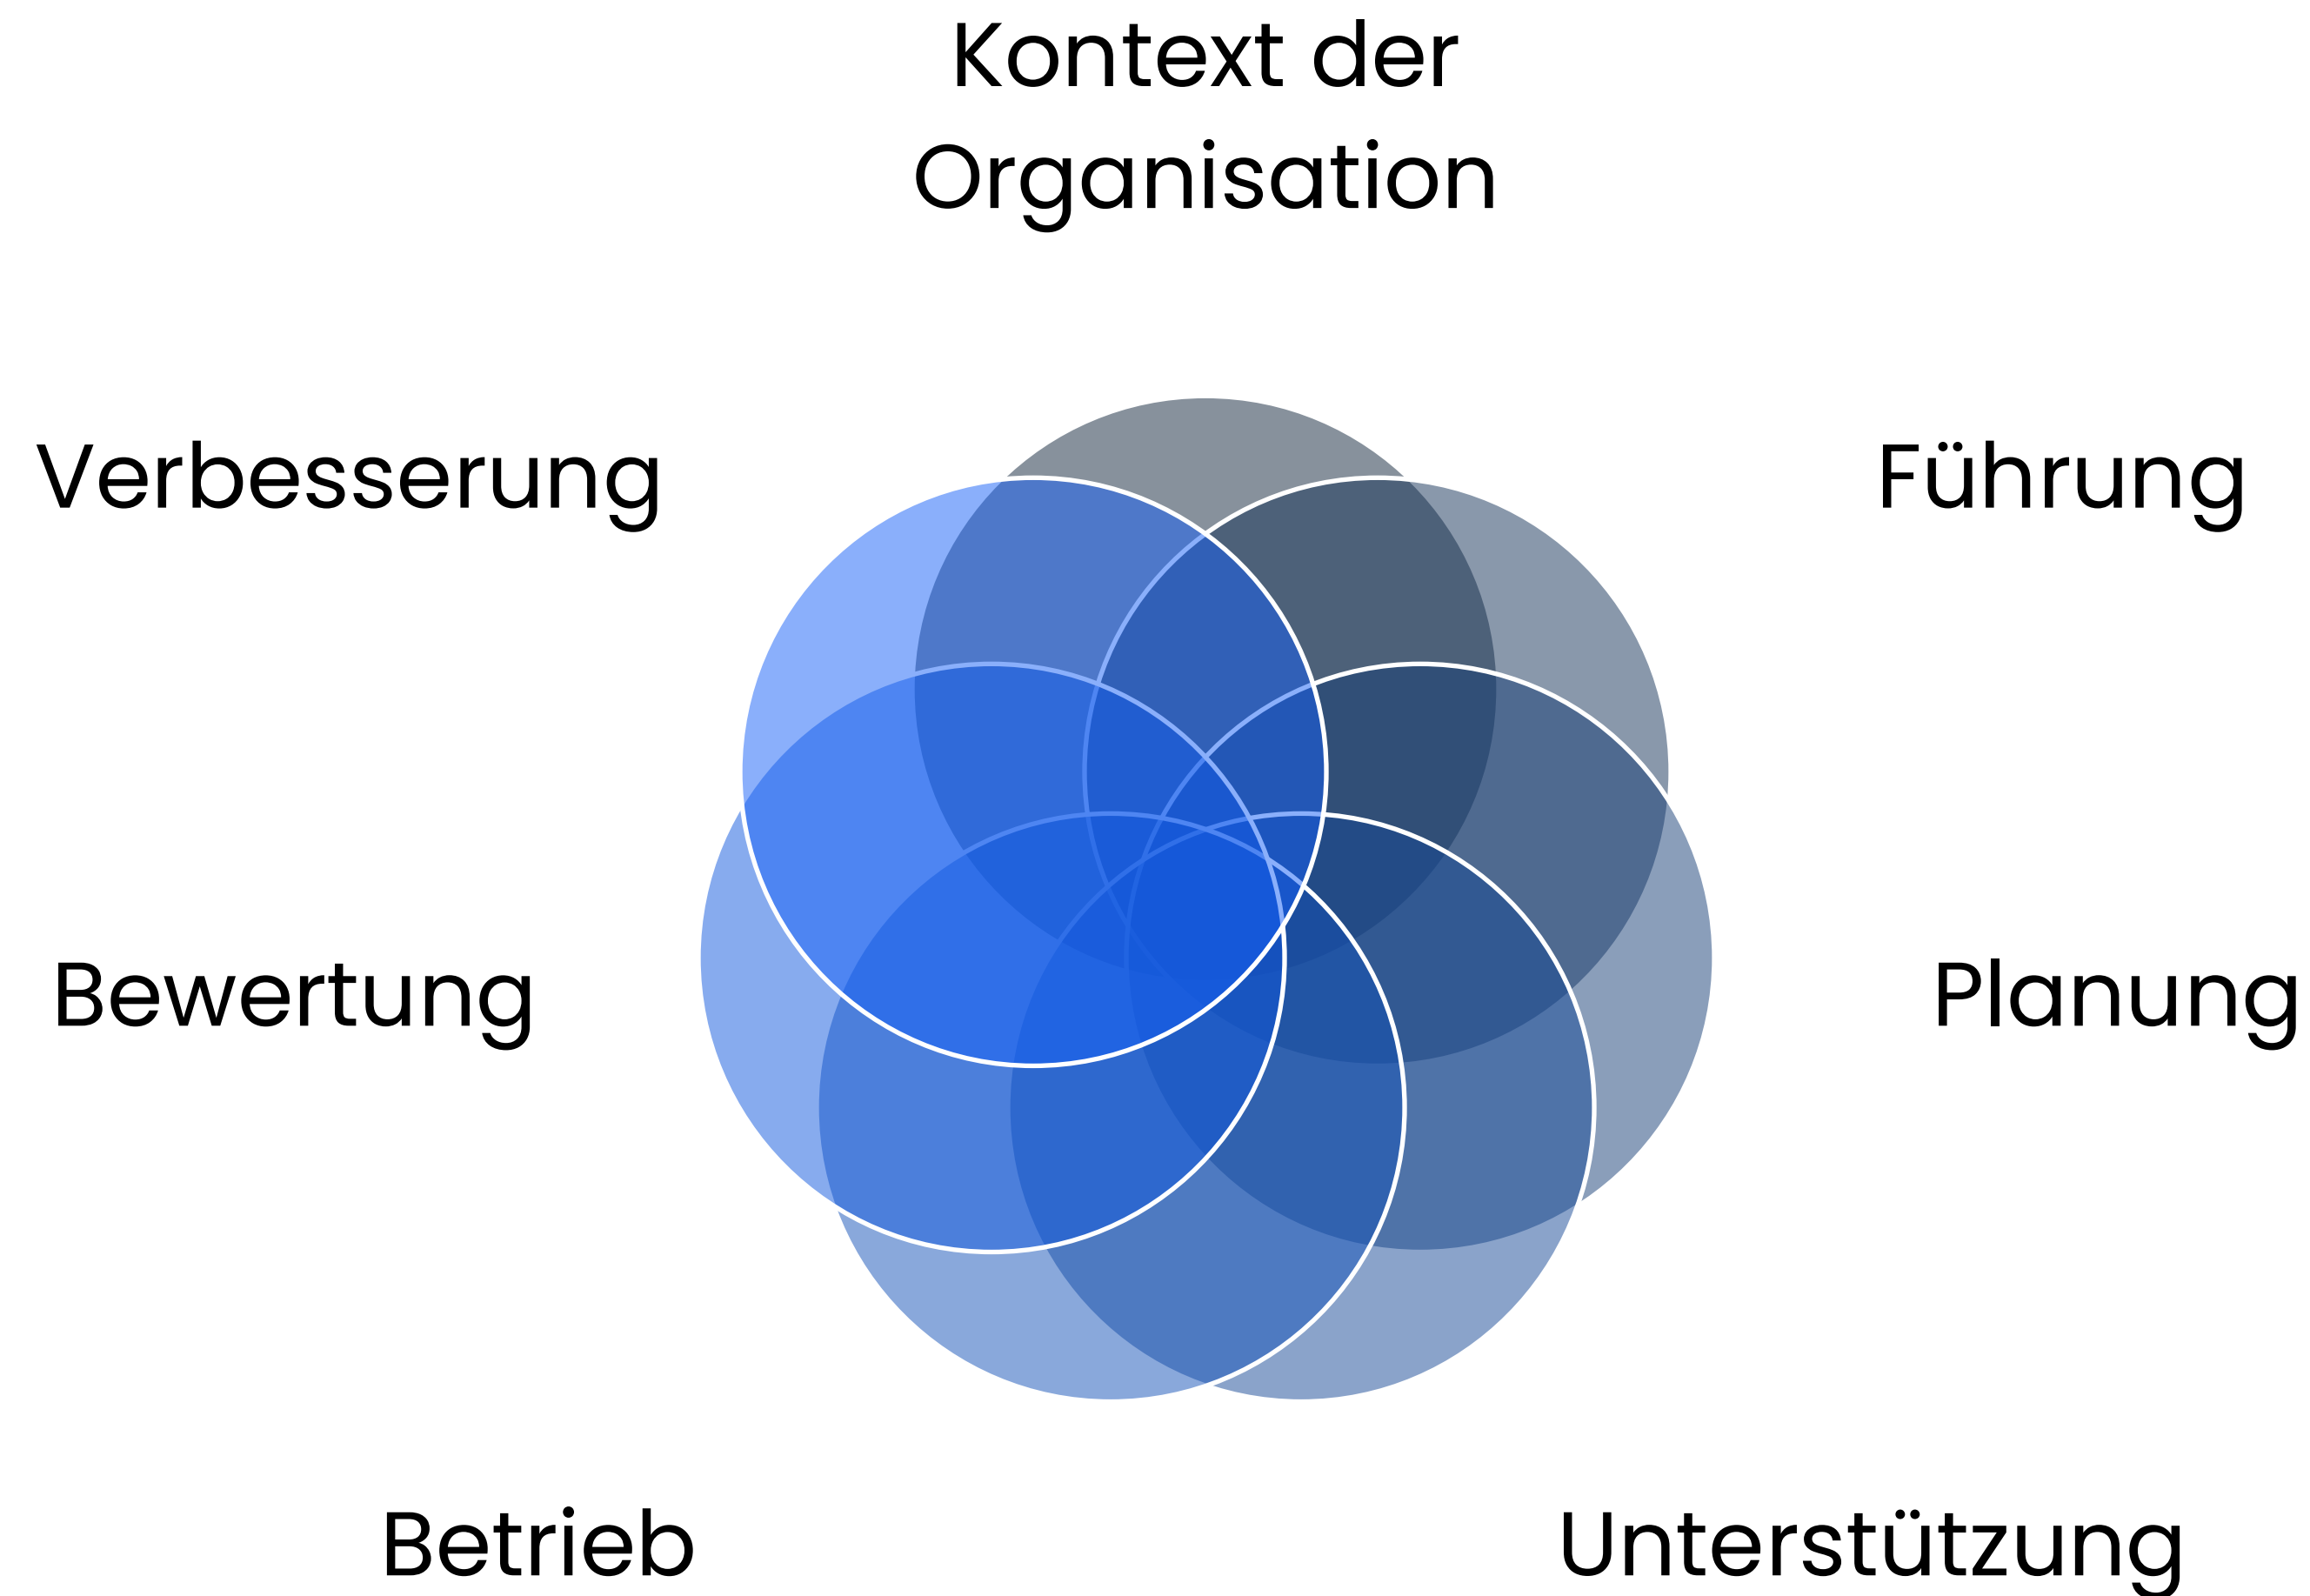 Kontext der
Organisation
Verbesserung
Führung
Bewertung
Planung
Betrieb
Unterstützung